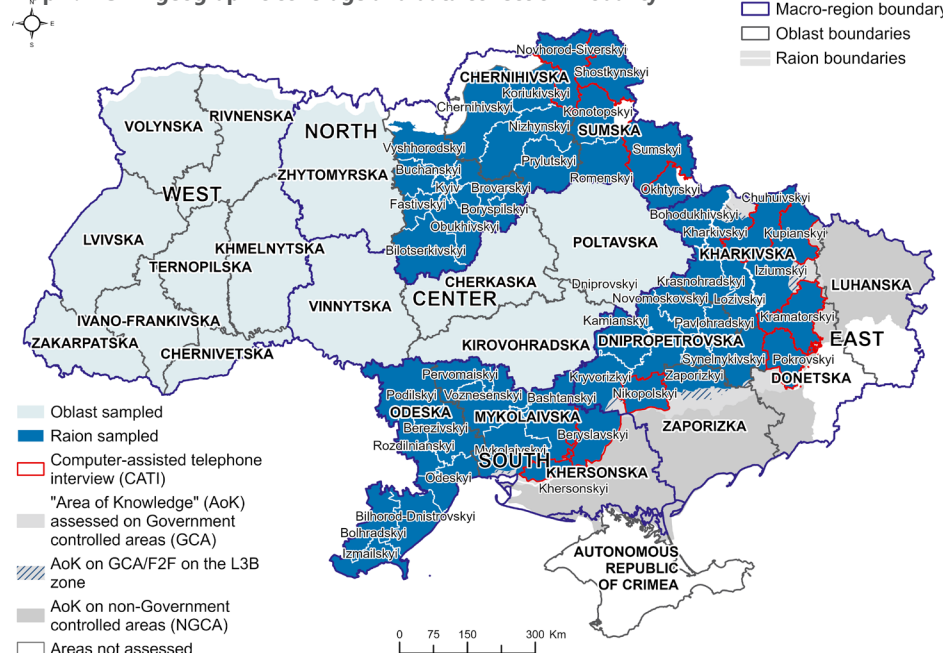 N
W
E
S
Macro-region boundary
Oblast boundaries
Raion boundaries
Novhorod-Siverskyi
CHERNIHIVSKA
Shostkynskyi
Koriukivskyi
Chernihivskyi
Konotopskyi
VOLYNSKA
RIVNENSKA
NORTH
Nizhynskyi
SUMSKA
Vyshhorodskyi
Sumskyi
Prylutskyi
ZHYTOMYRSKA
Buchanskyi
Romenskyi
WEST
Kyiv
Brovarskyi
Okhtyrskyi
Chuhuivskyi
Fastivskyi
Boryspilskyi
Bohodukhivskyi
Obukhivskyi
Kharkivskyi
Kupianskyi
LVIVSKA
KHMELNYTSKA
Bilotserkivskyi
POLTAVSKA
KHARKIVSKA
TERNOPILSKA
Iziumskyi
CHERKASKA
Dniprovskyi
Krasnohradskyi
LUHANSKA
CENTER
Novomoskovskyi
Lozivskyi
VINNYTSKA
IVANO-FRANKIVSKA
Kamianskyi
Pavlohradskyi
Kramatorskyi
ZAKARPATSKA
KIROVOHRADSKA
DNIPROPETROVSKA
EAST
CHERNIVETSKA
Synelnykivskyi
Pokrovskyi
Pervomaiskyi
Kryvorizkyi
Zaporizkyi
DONETSKA
Podilskyi
Voznesenskyi
Bashtanskyi
Nikopolskyi
ODESKA
MYKOLAIVSKA
Berezivskyi
Beryslavskyi
ZAPORIZKA
Rozdilnianskyi
Mykolaivskyi
SOUTH
KHERSONSKA
Odeskyi
Khersonskyi
Bilhorod-Dnistrovskyi
Bolhradskyi
Izmailskyi
AUTONOMOUS
REPUBLIC
OF CRIMEA
Oblast sampled
Raion sampled
Computer-assisted telephone
interview (CATI)
"Area of Knowledge" (AoK)
assessed on Government
controlled areas (GCA)
AoK on GCA/F2F on the L3B
zone
AoK on non-Government
controlled areas (NGCA)
Areas not assessed
0 75 150 300 Km